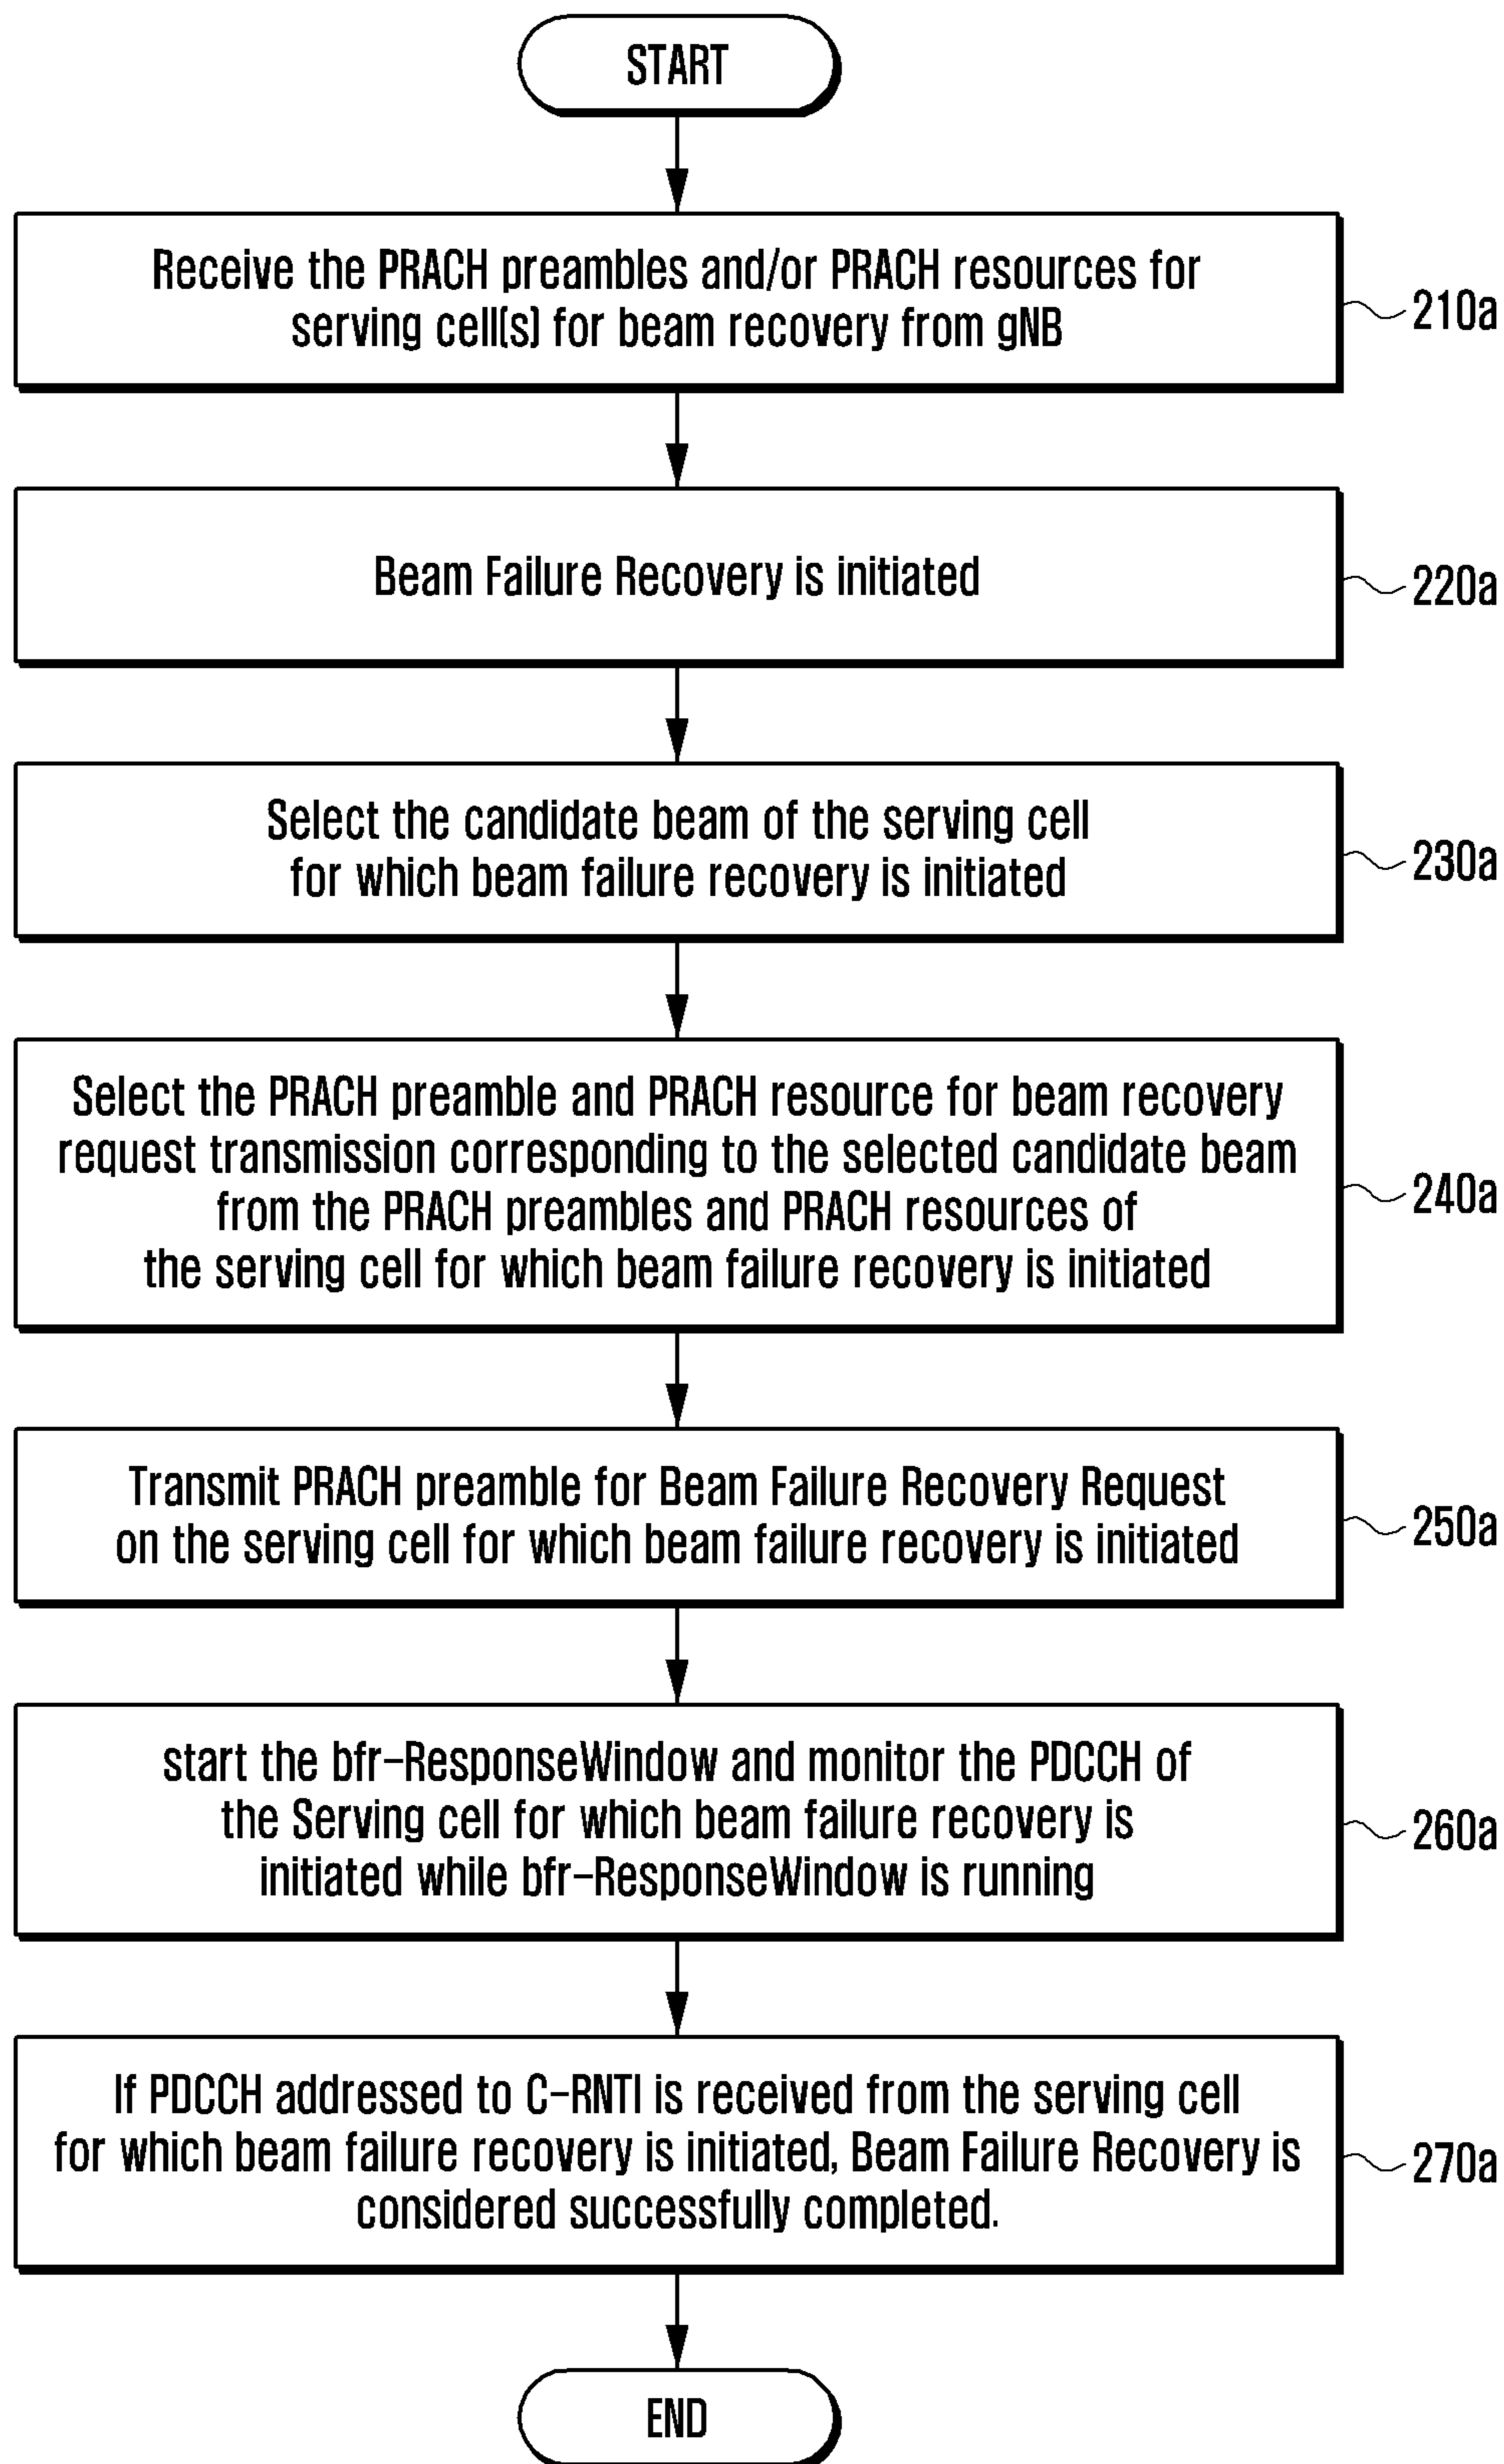 START
Receive the PRACH preambles and/or PRACH resources for
serving cell(s) for beam recovery from gNB
210a
Beam Failure Recovery is initiated
220a
Select the candidate beam of the serving cell
for which beam failure recovery is initiated
230a
Select the PRACH preamble and PRACH resource for beam recovery
request transmission corresponding to the selected candidate beam
from the PRACH preambles and PRACH resources of
the serving cell for which beam failure recovery is initiated
240a
Transmit PRACH preamble for Beam Failure Recovery Request
on the serving cell for which beam failure recovery is initiated
250a
start the bfr-ResponseWindow and monitor the PDCCH of
the Serving cell for which beam failure recovery is
initiated while bfr-ResponseWindow is running
260a
If PDCCH addressed to C-RNTI is received from the serving cell
for which beam failure recovery is initiated, Beam Failure Recovery is
considered successfully completed.
270a
END